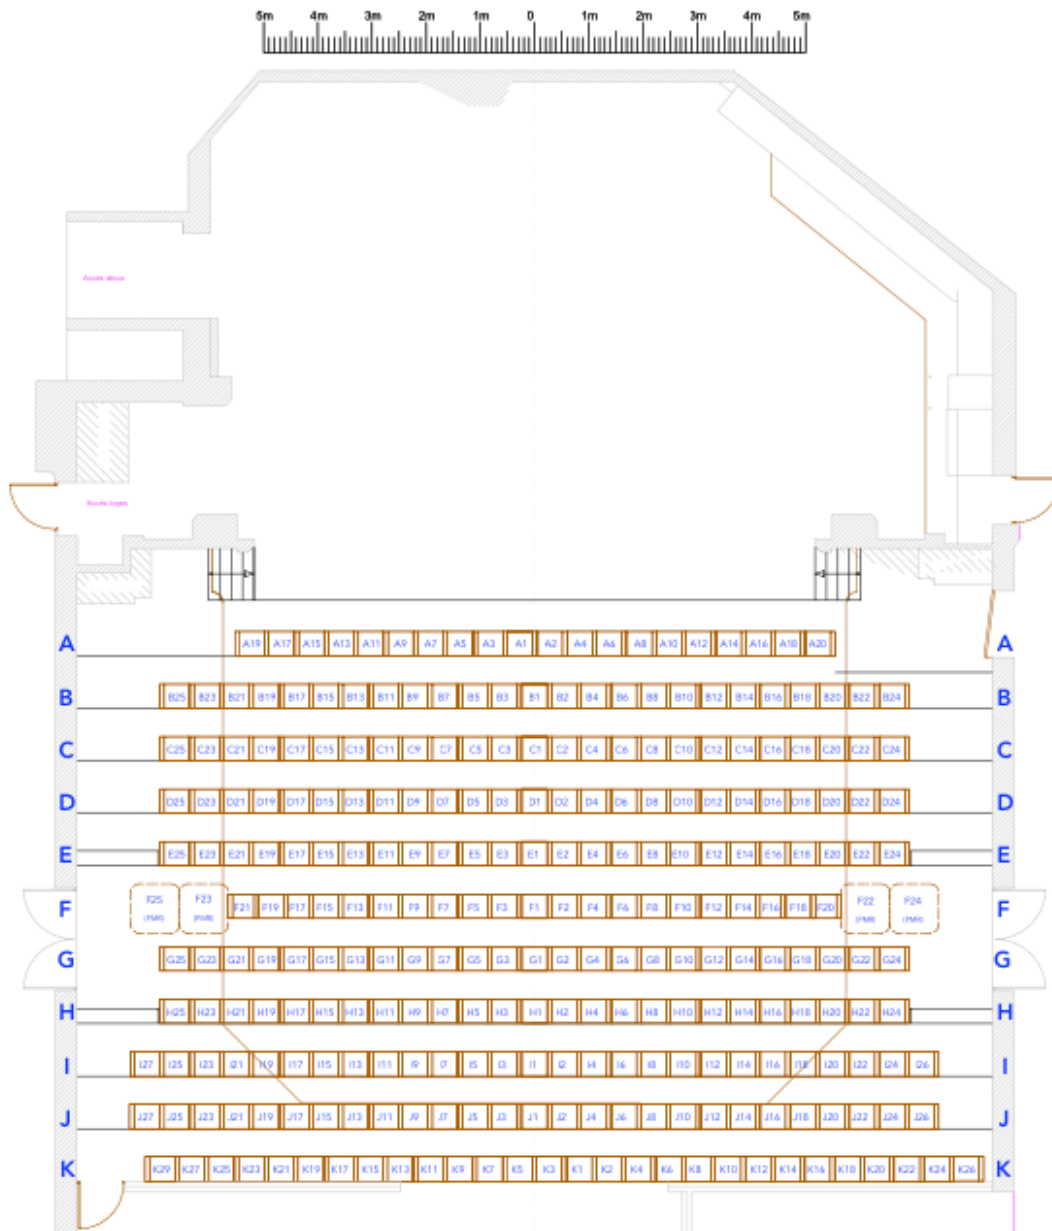 5m 4m 3m 2m 1m 0 1m 2m 3m 4m 5m
Accès décor
Accès loges
A A19 A17 A15 A13 A11 A9 A7 A5 A3 A1 A2 A4 A6 A8 A10 A12 A14 A16 A18 A20 A
B B25 B23 B21 B19 B17 B15 B13 B11 B9 B7 B5 B3 B1 B2 B4 B6 B8 B10 B12 B14 B16 B18 B20 B22 B24 B
C C25 C23 C21 C19 C17 C15 C13 C11 C9 C7 C5 C3 C1 C2 C4 C6 C8 C10 C12 C14 C16 C18 C20 C22 C24 C
D D25 D23 D21 D19 D17 D15 D13 D11 D9 D7 D5 D3 D1 D2 D4 D6 D8 D10 D12 D14 D16 D18 D20 D22 D24 D
E E25 E23 E21 E19 E17 E15 E13 E11 E9 E7 E5 E3 E1 E2 E4 E6 E8 E10 E12 E14 E16 E18 E20 E22 E24 E
F F25 F23 F21 F19 F17 F15 F13 F11 F9 F7 F5 F3 F1 F2 F4 F6 F8 F10 F12 F14 F16 F18 F20 F22 F24 F
(PMR) (PMR) (PMR) (PMR)
G G25 G23 G21 G19 G17 G15 G13 G11 G9 G7 G5 G3 G1 G2 G4 G6 G8 G10 G12 G14 G16 G18 G20 G22 G24 G
H H25 H23 H21 H19 H17 H15 H13 H11 H9 H7 H5 H3 H1 H2 H4 H6 H8 H10 H12 H14 H16 H18 H20 H22 H24 H
I I27 I25 I23 I21 I19 I17 I15 I13 I11 I9 I7 I5 I3 I1 I2 I4 I6 I8 I10 I12 I14 I16 I18 I20 I22 I24 I26 I
J J27 J25 J23 J21 J19 J17 J15 J13 J11 J9 J7 J5 J3 J1 J2 J4 J6 J8 J10 J12 J14 J16 J18 J20 J22 J24 J26 J
K K29 K27 K25 K23 K21 K19 K17 K15 K13 K11 K9 K7 K5 K3 K1 K2 K4 K6 K8 K10 K12 K14 K16 K18 K20 K22 K24 K26 K